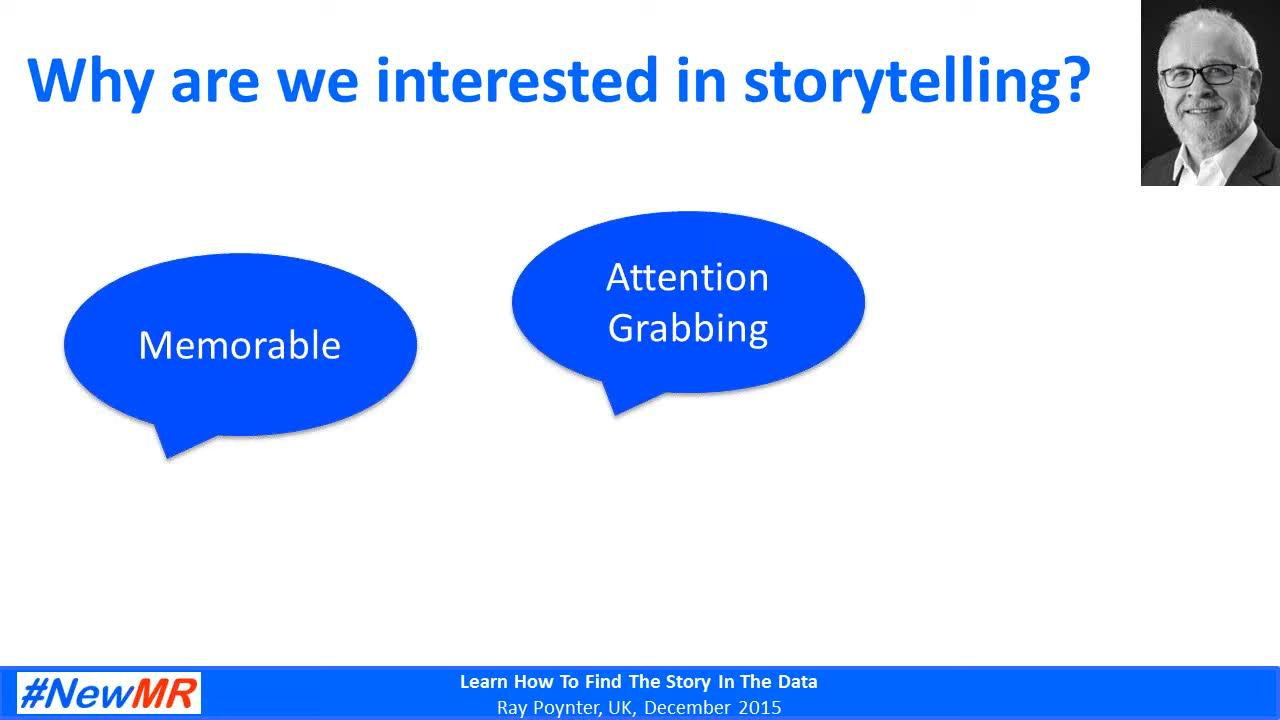 Why are we interested in storytelling?
Memorable
Attention
Grabbing
#NewMR
Learn How To Find The Story In The Data
Ray Poynter, UK, December 2015